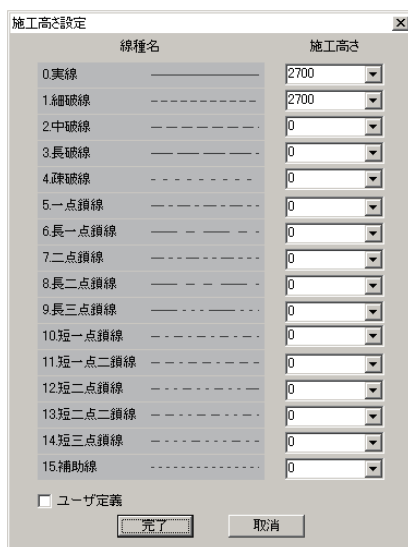 施工高さ設定
線種名 施工高さ
0.実線 2700
1.細破線 2700
2.中破線 0
3.長破線 0
4.疎破線 0
5.一点鎖線 0
6.長一点鎖線 0
7.二点鎖線 0
8.長二点鎖線 0
9.長三点鎖線 0
10.短一点鎖線 0
11.短一点二鎖線 0
12.短二点鎖線 0
13.短二点二鎖線 0
14.短三点鎖線 0
15.補助線 0
ユーザ定義
完了 取消